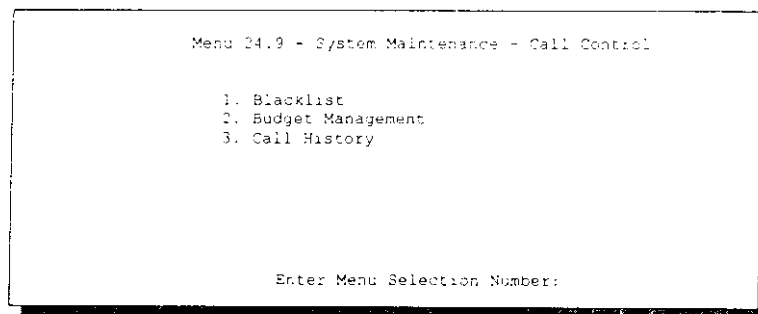 Menu 24.9 - System Maintenance - Call Control
1. Blacklist
2. Budget Management
3. Call History
Enter Menu Selection Number: